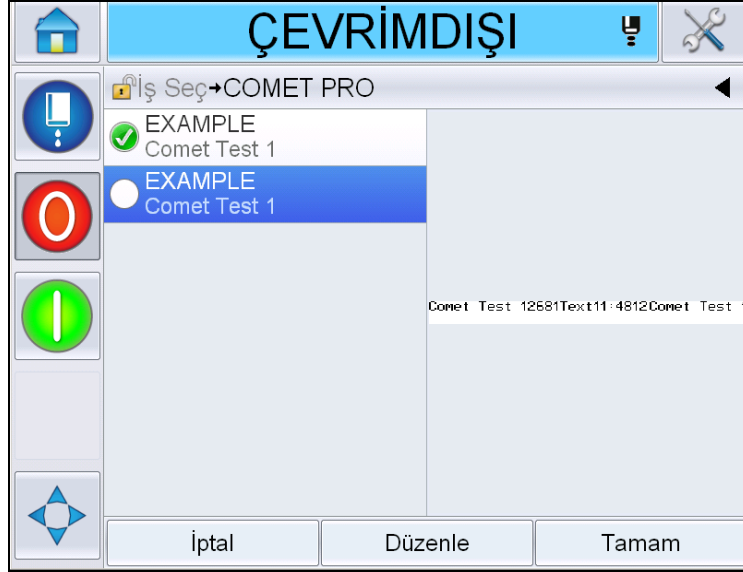 ÇEVRİMDIŞI
İş Seç→COMET PRO
EXAMPLE
Comet Test 1
EXAMPLE
Comet Test 1
Comet Test 12681Text11:4812Comet Test
İptal
Düzenle
Tamam